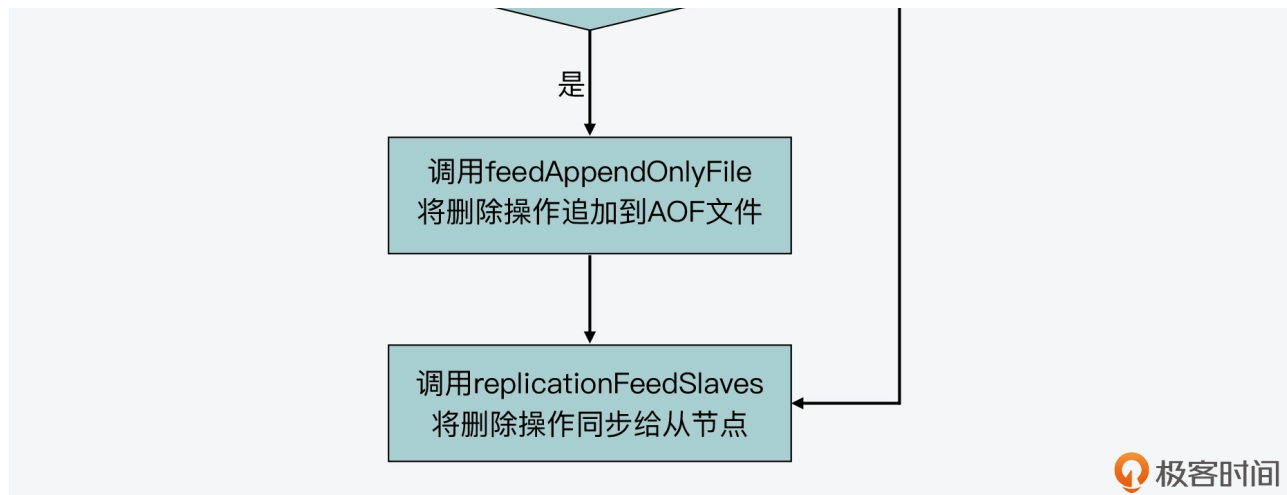 是
调用feedAppendOnlyFile
将删除操作追加到AOF文件
调用replicationFeedSlaves
将删除操作同步给从节点
极客时间